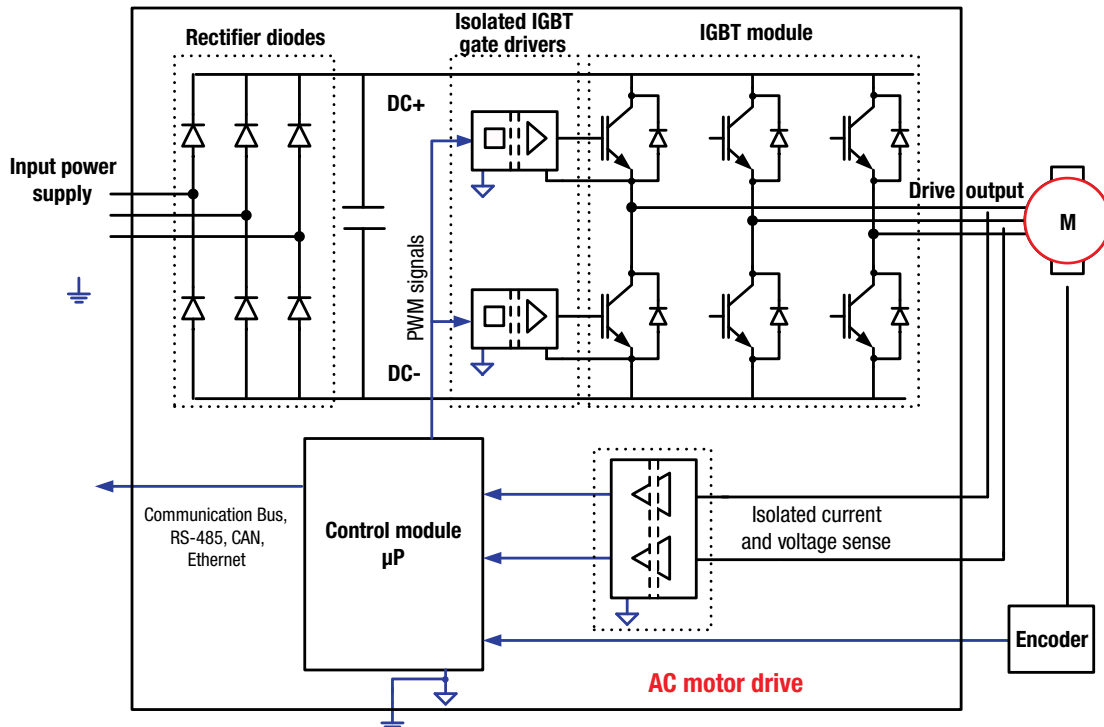 Rectifier diodes
Isolated IGBT
gate drivers
IGBT module
DC+
Input power
supply
Drive output
M
PWM signals
DC-
Communication Bus,
RS-485, CAN,
Ethernet
Control module
µP
Isolated current
and voltage sense
Encoder
AC motor drive